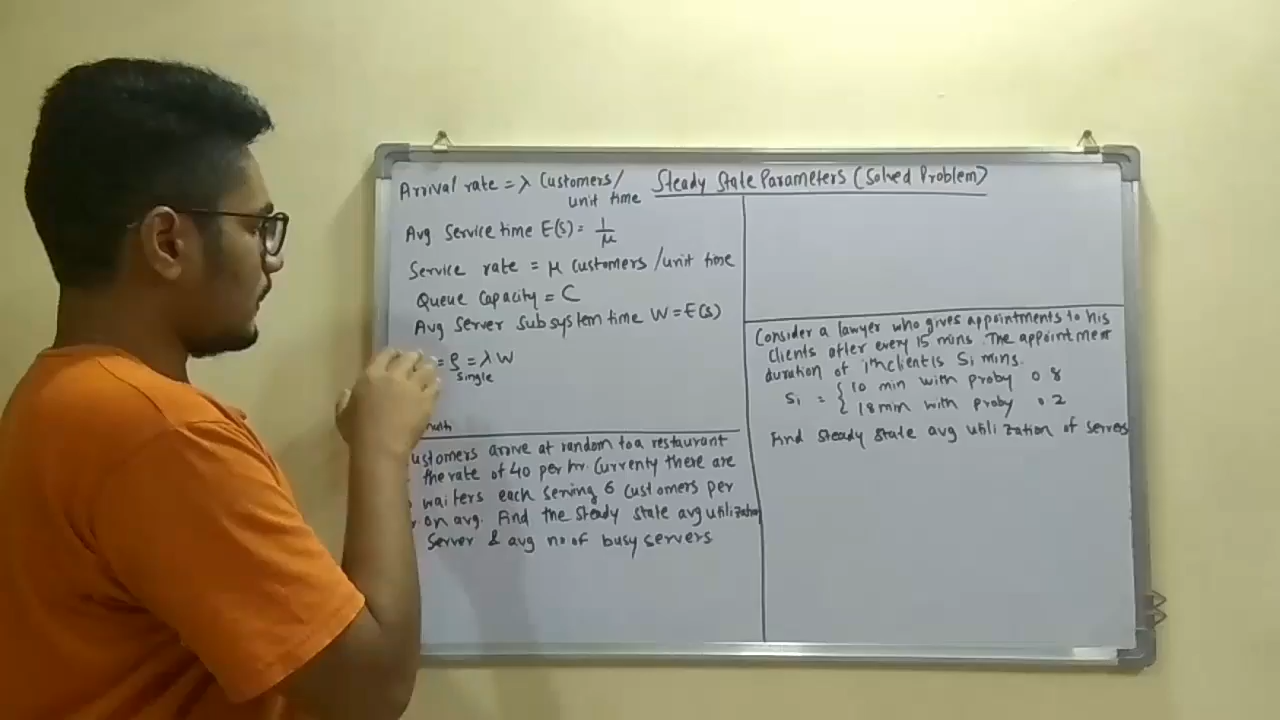 Steady State Parameters (Solved Problem)
Arrival rate = λ Customers/
unit time
Avg Service time E(s) = 1/μ
Service rate = μ customers /unit time
Queue Capacity = C
Avg Server Subsystem time W = E(s)
= ρ = λ W
single
ustomers arrive at random to a restaurant
the rate of 40 per hr. Currenty there are
waiters each serving 6 customers per
on avg. Find the steady state avg utilization
server & avg no of busy servers
Consider a lawyer who gives appointments to his
clients after every 15 mins. The appointment
duration of ith client is Si mins.
Si = { 10 min with proby 0.8
{ 18 min with proby 0.2
Find steady state avg utilization of servers